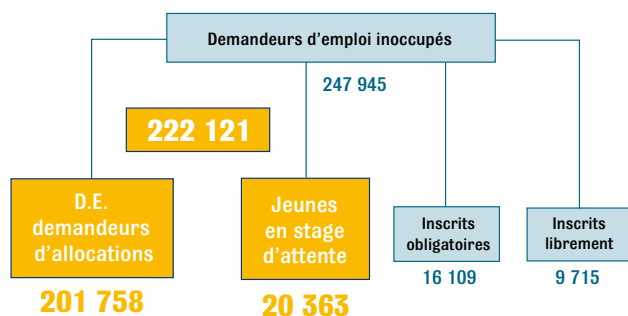 Demandeurs d'emploi inoccupés
247 945
222 121
D.E.
demandeurs
d'allocations
201 758
Jeunes
en stage
d'attente
20 363
Inscrits
obligatoires
16 109
Inscrits
librement
9 715